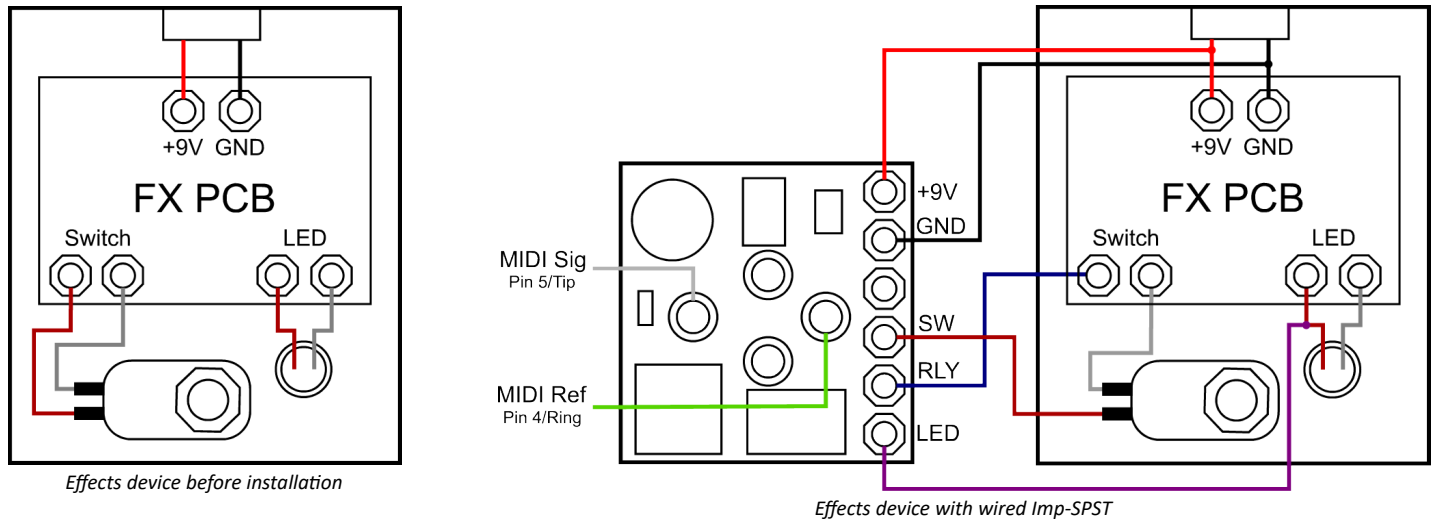 +9V GND
FX PCB
Switch
LED
Effects device before installation
MIDI Sig
Pin 5/Tip
MIDI Ref
Pin 4/Ring
+9V
GND
SW
RLY
LED
+9V GND
FX PCB
Switch
LED
Effects device with wired Imp-SPST